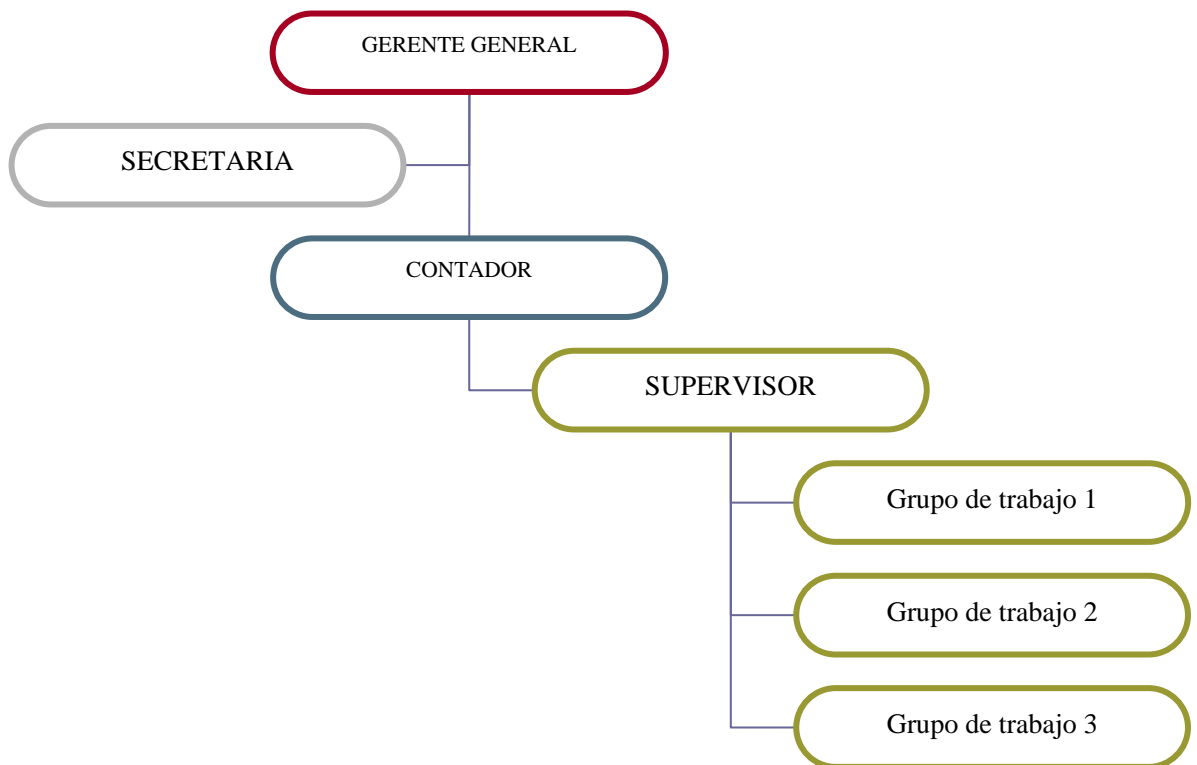 GERENTE GENERAL
SECRETARIA
CONTADOR
SUPERVISOR
Grupo de trabajo 1
Grupo de trabajo 2
Grupo de trabajo 3